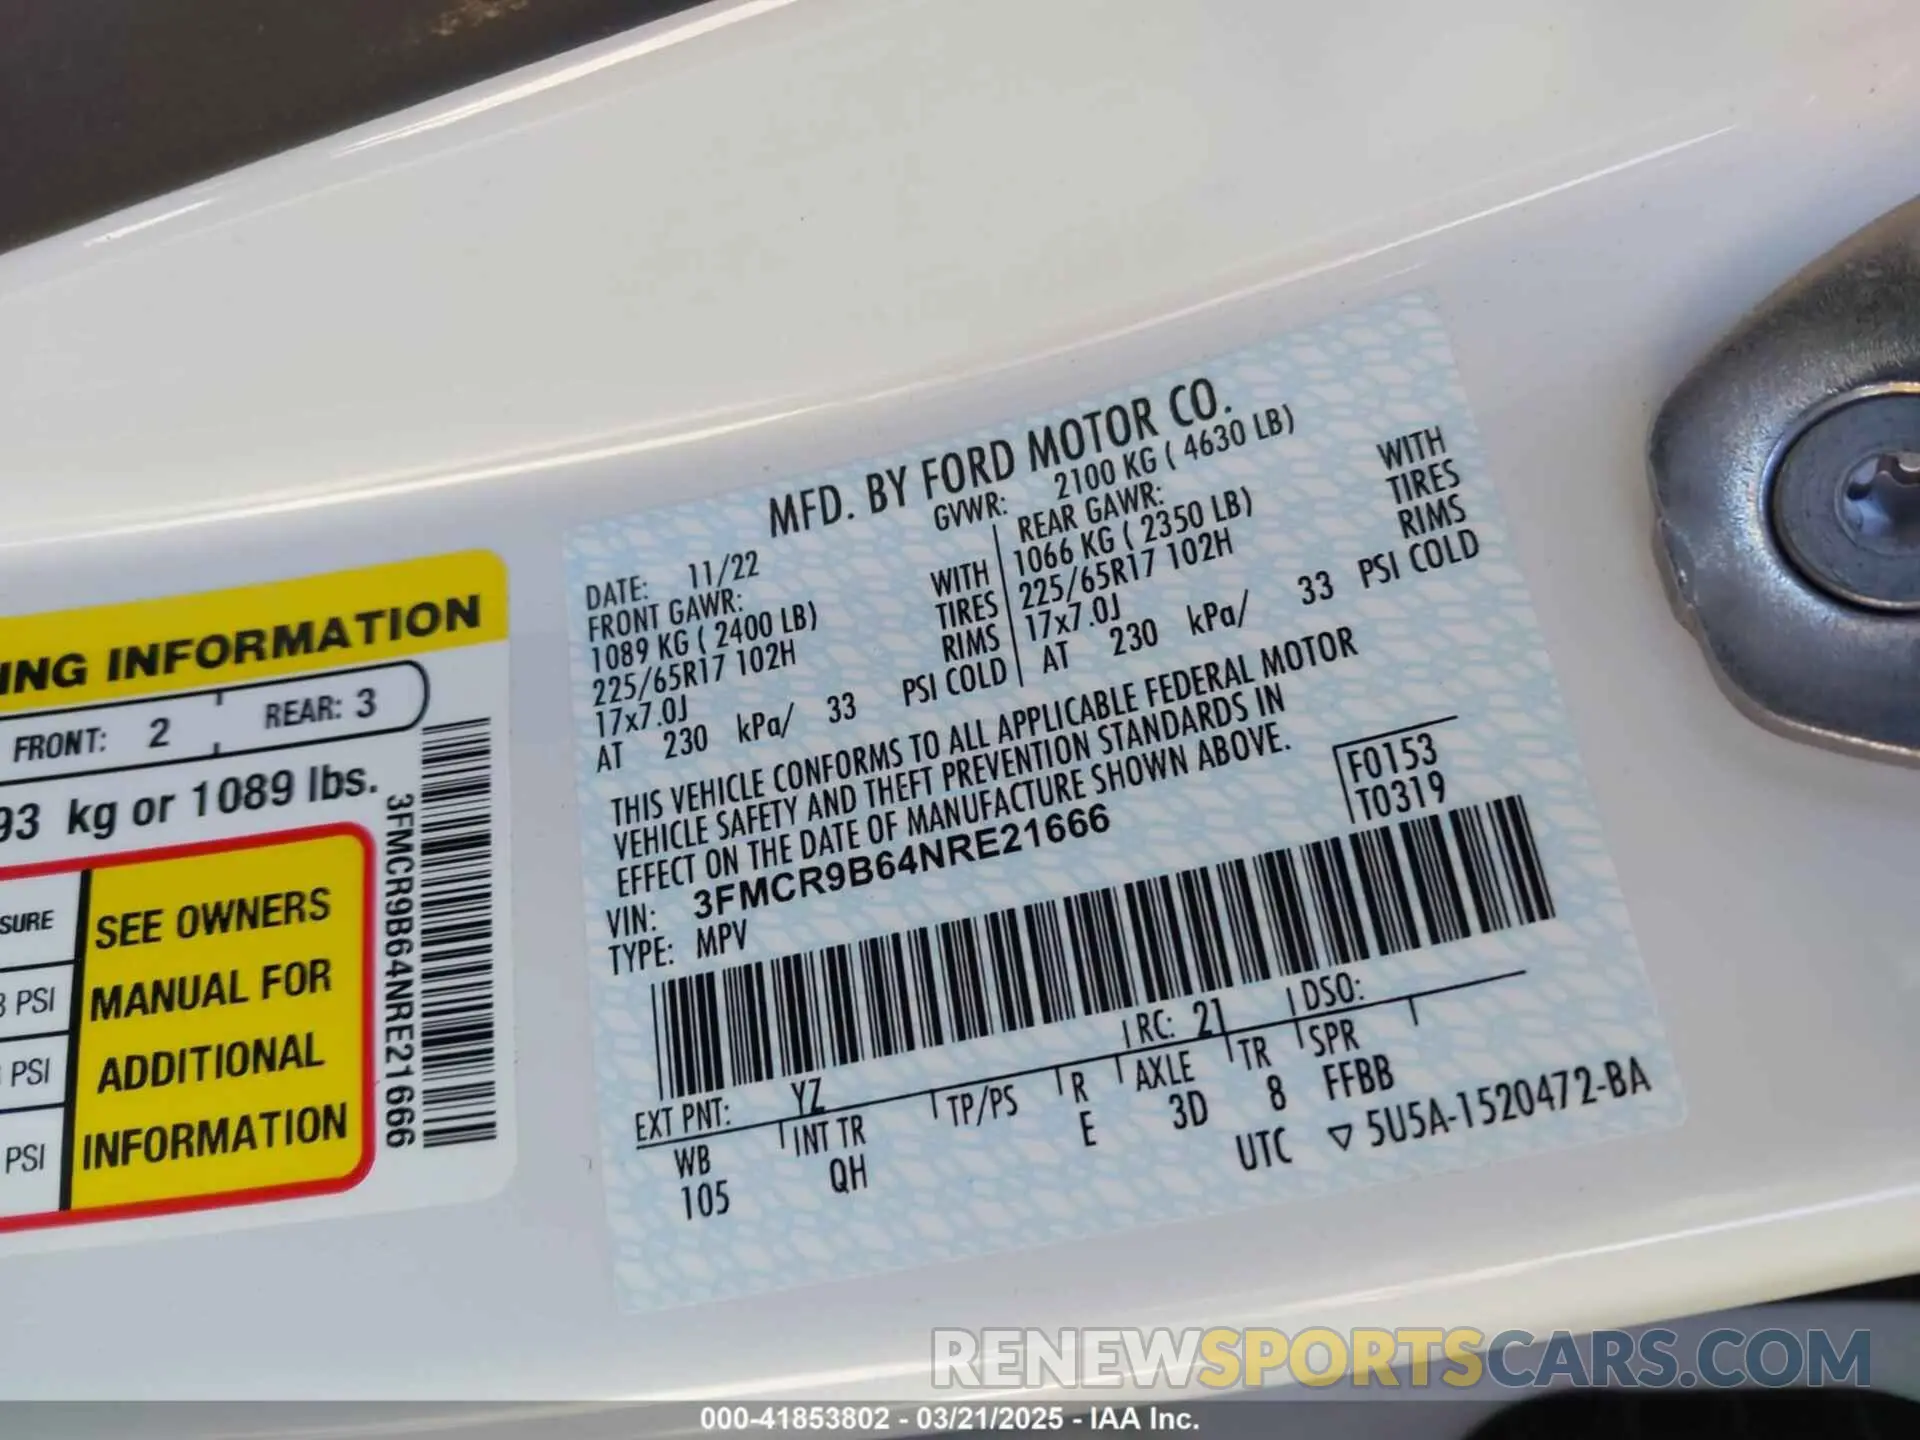 ING INFORMATION
FRONT: 2 REAR: 3
93 kg or 1089 lbs.
SURE
PSI
PSI
PSI
SEE OWNERS
MANUAL FOR
ADDITIONAL
INFORMATION
3FMCR9B64NRE21666
MFD. BY FORD MOTOR CO.
DATE: 11/22 GVWR: 2100 KG ( 4630 LB)
FRONT GAWR: REAR GAWR:
1089 KG ( 2400 LB) WITH 1066 KG ( 2350 LB) WITH
225/65R17 102H TIRES 225/65R17 102H TIRES
17x7.0J RIMS 17x7.0J RIMS
AT 230 kPa/ 33 PSI COLD AT 230 kPa/ 33 PSI COLD
THIS VEHICLE CONFORMS TO ALL APPLICABLE FEDERAL MOTOR
VEHICLE SAFETY AND THEFT PREVENTION STANDARDS IN
EFFECT ON THE DATE OF MANUFACTURE SHOWN ABOVE.
VIN: 3FMCR9B64NRE21666 F0153
TYPE: MPV T0319
EXT PNT: YZ RC: 21 DSO:
WB INT TR TP/PS R AXLE TR SPR
105 QH E 3D 8 FFBB
UTC ▽ 5U5A-1520472-BA
RENEWSPORTSCARS.COM
000-41853802 - 03/21/2025 - IAA Inc.